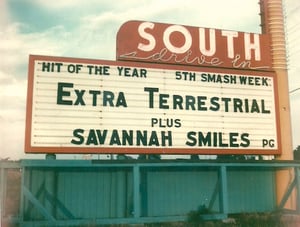 SOUTH
drive in
HIT OF THE YEAR 5TH SMASH WEEK
EXTRA TERRESTRIAL
PLUS
SAVANNAH SMILES PG